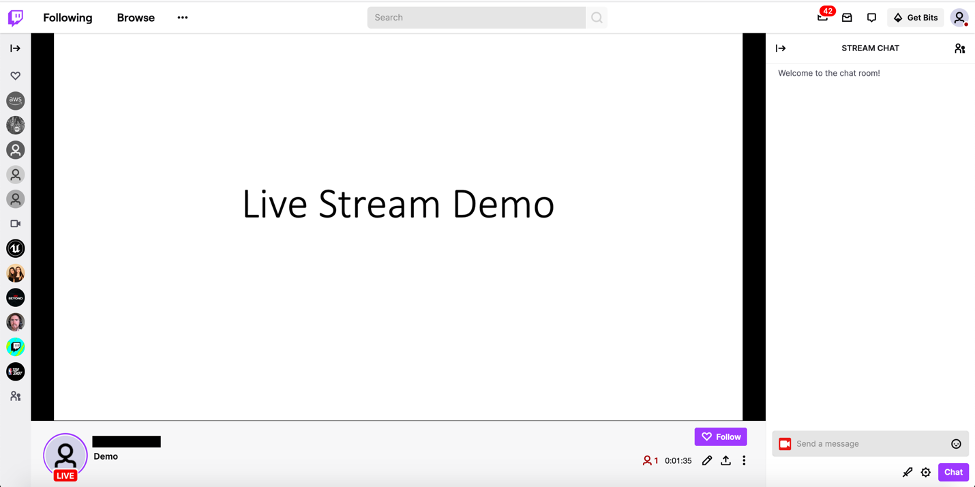 Following Browse ••• Search 42 Get Bits
STREAM CHAT
Welcome to the chat room!
aws
Live Stream Demo
Follow
Demo
1 0:01:35
LIVE
Send a message
Chat